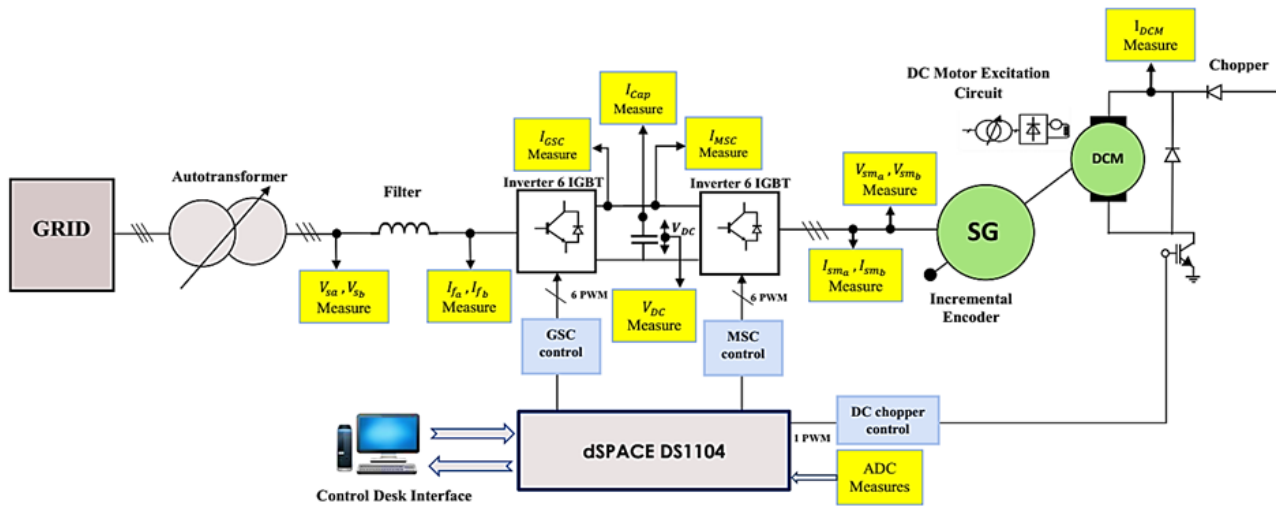 I_DCM
Measure
Chopper
DC Motor Excitation
Circuit
I_Cap
Measure
I_GSC
Measure
I_MSC
Measure
DCM
Autotransformer
Filter
Inverter 6 IGBT
Inverter 6 IGBT
V_sm_a, V_sm_b
Measure
GRID
V_DC
SG
V_sa, V_sb
Measure
I_fa, I_fb
Measure
6 PWM
V_DC
Measure
6 PWM
I_sm_a, I_sm_b
Measure
Incremental
Encoder
GSC
control
MSC
control
DC chopper
control
1 PWM
dSPACE DS1104
ADC
Measures
Control Desk Interface